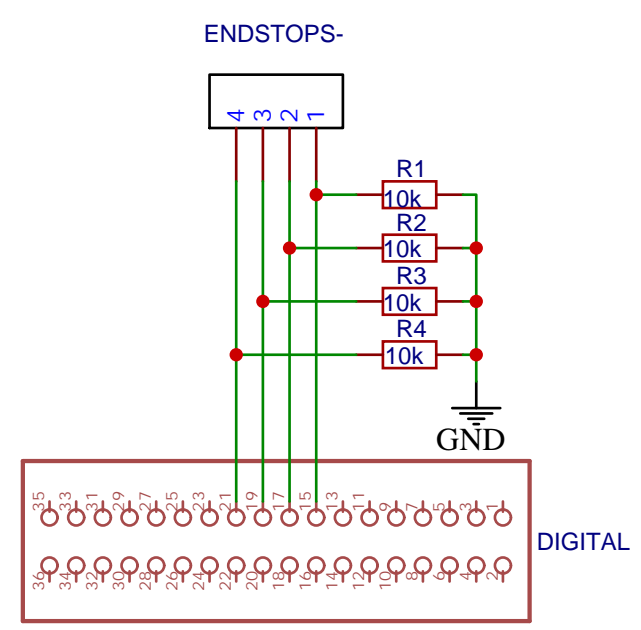 ENDSTOPS-
4 3 2 1
R1
10k
R2
10k
R3
10k
R4
10k
GND
35 33 31 29 27 25 23 21 19 17 15 13 11 9 7 5 3 1
DIGITAL
36 34 32 30 28 26 24 22 20 18 16 14 12 10 8 6 4 2